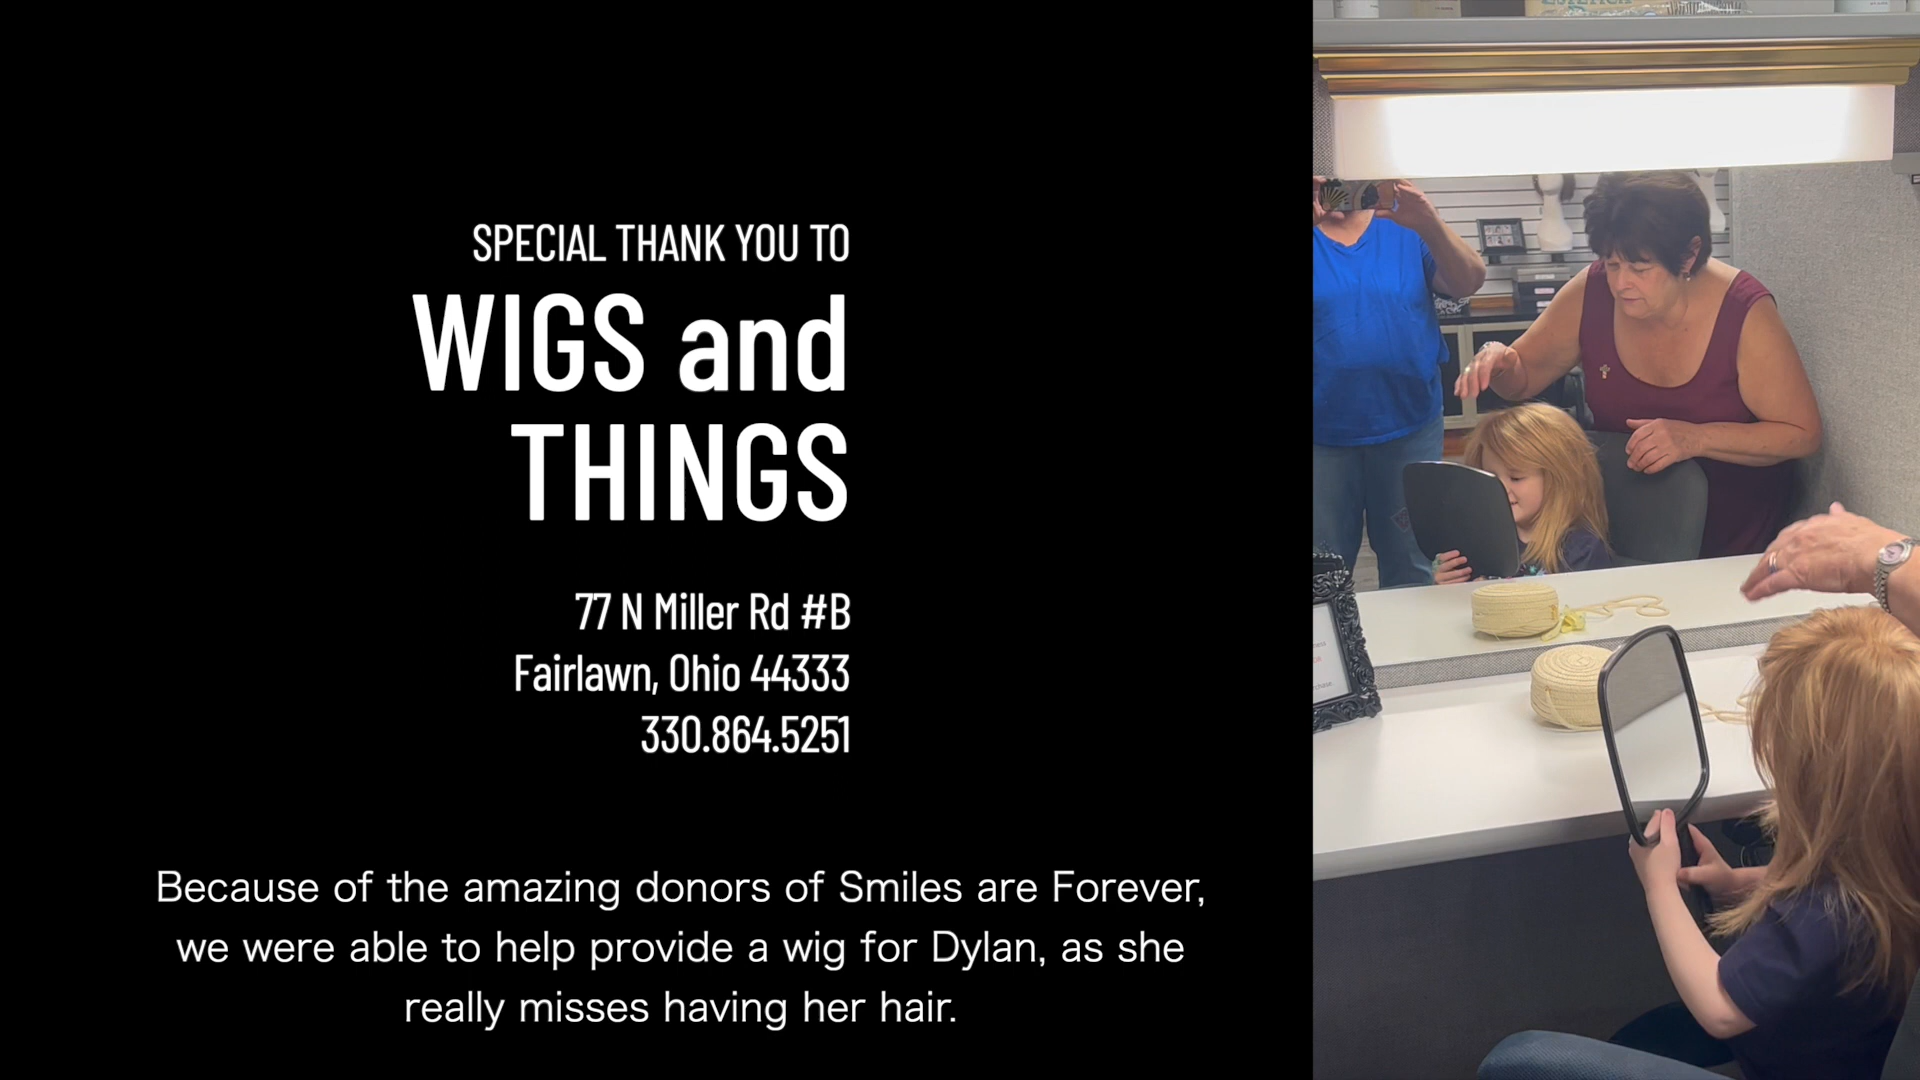 SPECIAL THANK YOU TO
WIGS and
THINGS
77 N Miller Rd #B
Fairlawn, Ohio 44333
330.864.5251
Because of the amazing donors of Smiles are Forever,
we were able to help provide a wig for Dylan, as she
really misses having her hair.